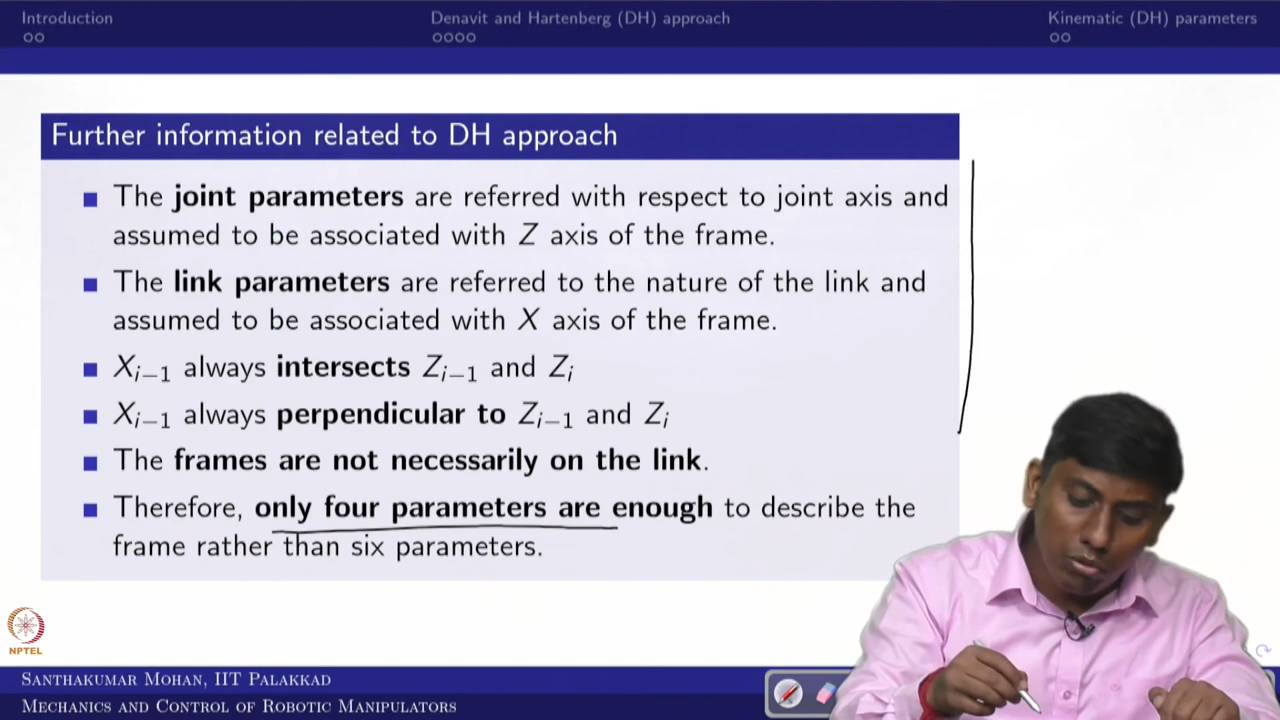 Introduction
Denavit and Hartenberg (DH) approach
Kinematic (DH) parameters
Further information related to DH approach
The joint parameters are referred with respect to joint axis and
assumed to be associated with Z axis of the frame.
The link parameters are referred to the nature of the link and
assumed to be associated with X axis of the frame.
X_{i−1} always intersects Z_{i−1} and Z_i
X_{i−1} always perpendicular to Z_{i−1} and Z_i
The frames are not necessarily on the link.
Therefore, only four parameters are enough to describe the
frame rather than six parameters.
NPTEL
Santhakumar Mohan, IIT Palakkad
Mechanics and Control of Robotic Manipulators